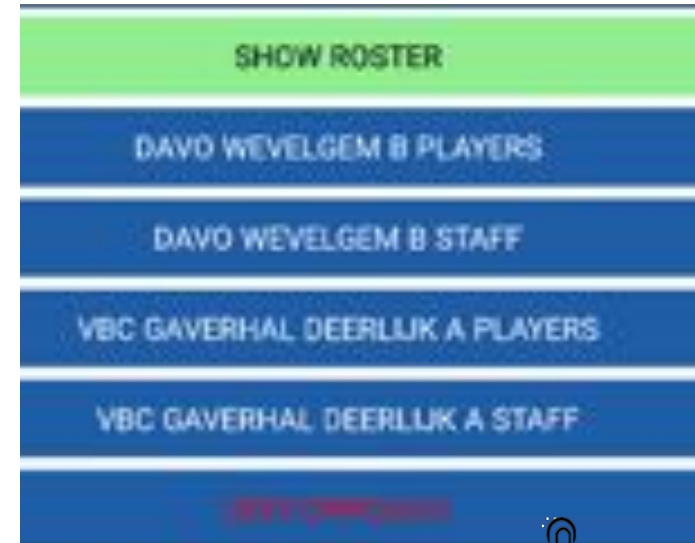 SHOW ROSTER
DAVO WEVELGEM B PLAYERS
DAVO WEVELGEM B STAFF
VBC GAVERHAL DEERLIJK A PLAYERS
VBC GAVERHAL DEERLIJK A STAFF